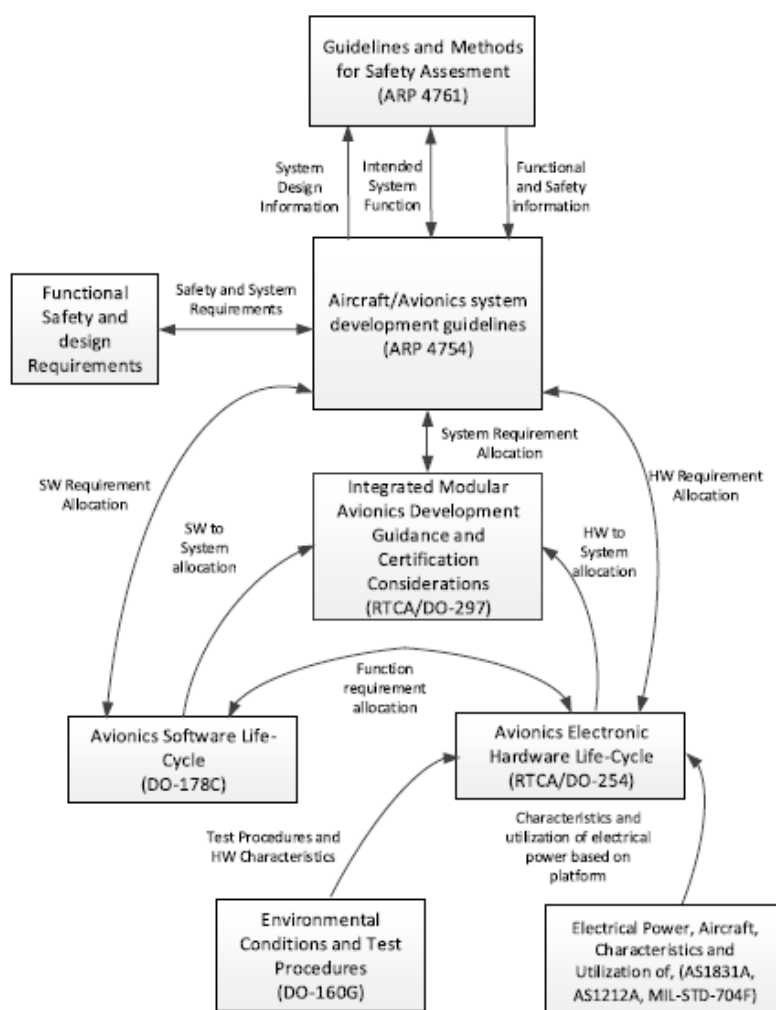 Guidelines and Methods
for Safety Assesment
(ARP 4761)
System
Design
Information
Intended
System
Function
Functional
and Safety
information
Functional
Safety and
design
Requirements
Safety and System
Requirements
Aircraft/Avionics system
development guidelines
(ARP 4754)
SW Requirement
Allocation
System Requirement
Allocation
HW Requirement
Allocation
SW to
System
allocation
Integrated Modular
Avionics Development
Guidance and
Certification
Considerations
(RTCA/DO-297)
HW to
System
allocation
Function
requirement
allocation
Avionics Software Life-
Cycle
(DO-178C)
Avionics Electronic
Hardware Life-Cycle
(RTCA/DO-254)
Test Procedures and
HW Characteristics
Characteristics and
utilization of electrical
power based on
platform
Environmental
Conditions and Test
Procedures
(DO-160G)
Electrical Power, Aircraft,
Characteristics and
Utilization of, (AS1831A,
AS1212A, MIL-STD-704F)